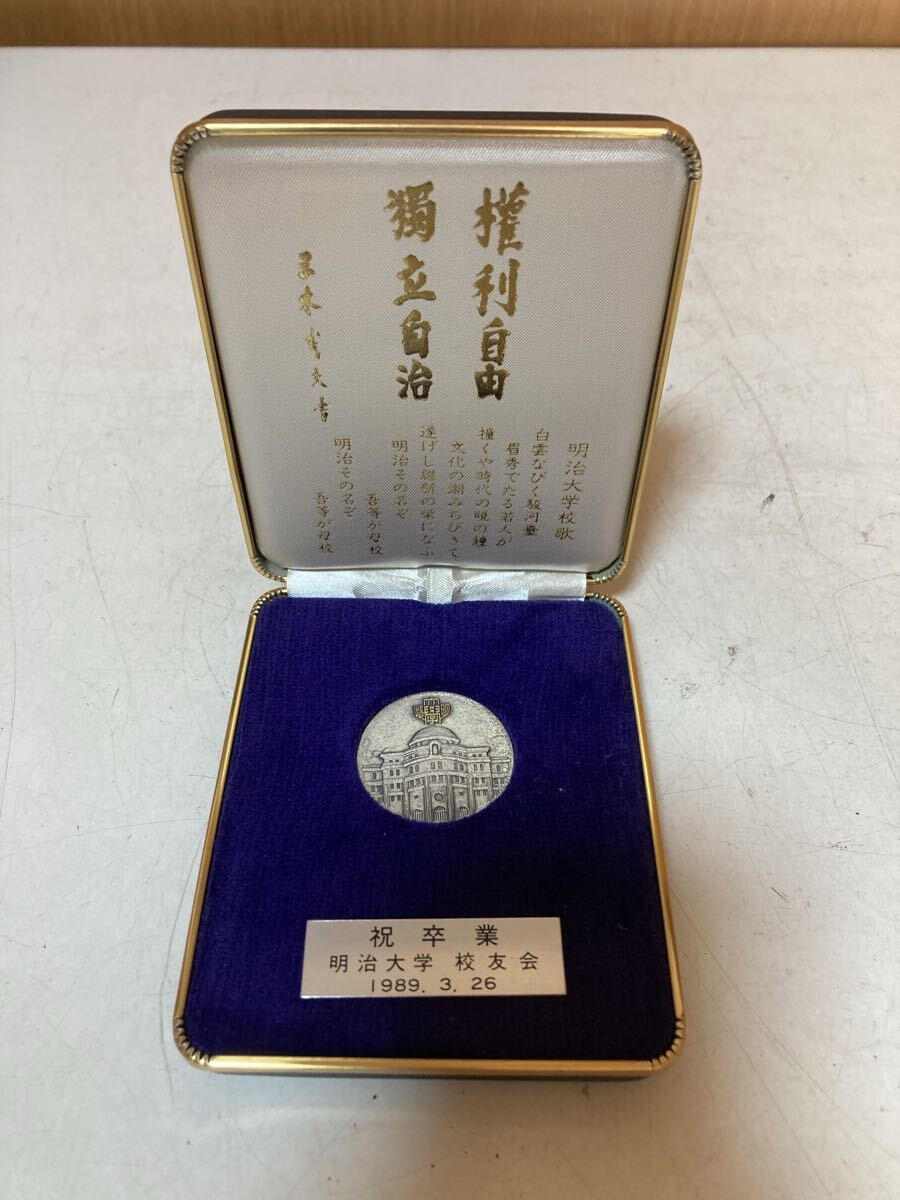 權利自由
獨立自治
明治大学校歌
白雲なびく駿河臺
眉秀でたる若人が
撞くや時代の暁の鐘
文化の潮みちびきて
遂げし維新の栄になふ
明治その名ぞ
吾等が母校
明治その名ぞ
吾等が母校
祝卒業
明治大学 校友会
1989. 3. 26